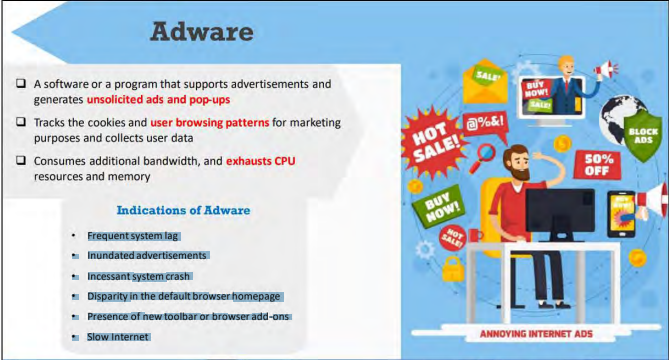 Adware
❑ A software or a program that supports advertisements and
generates unsolicited ads and pop-ups
❑ Tracks the cookies and user browsing patterns for marketing
purposes and collects user data
❑ Consumes additional bandwidth, and exhausts CPU
resources and memory
Indications of Adware
• Frequent system lag
• Inundated advertisements
• Incessant system crash
• Disparity in the default browser homepage
• Presence of new toolbar or browser add-ons
• Slow Internet
SALE!
BUY
NOW!
SALE!
HOT
SALE!
@%&!
BLOCK
ADS
50%
OFF
BUY
NOW!
BUY
NOW!
HOT
SALE!
ANNOYING INTERNET ADS